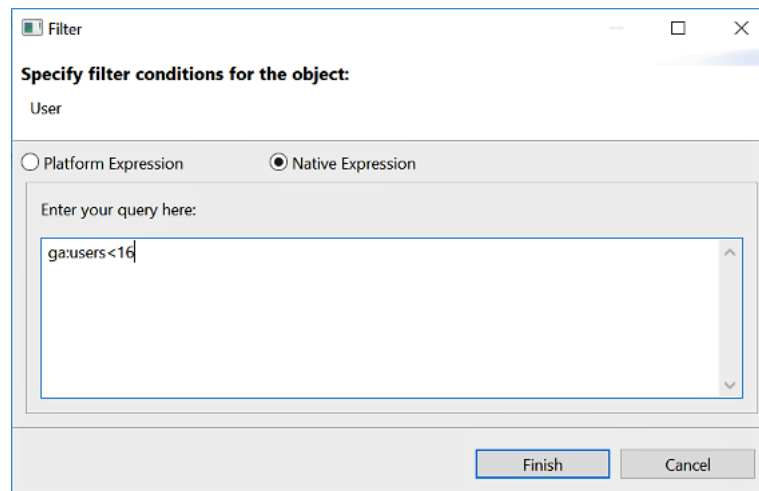 Filter
Specify filter conditions for the object:
User
Platform Expression Native Expression
Enter your query here:
ga:users<16
Finish Cancel